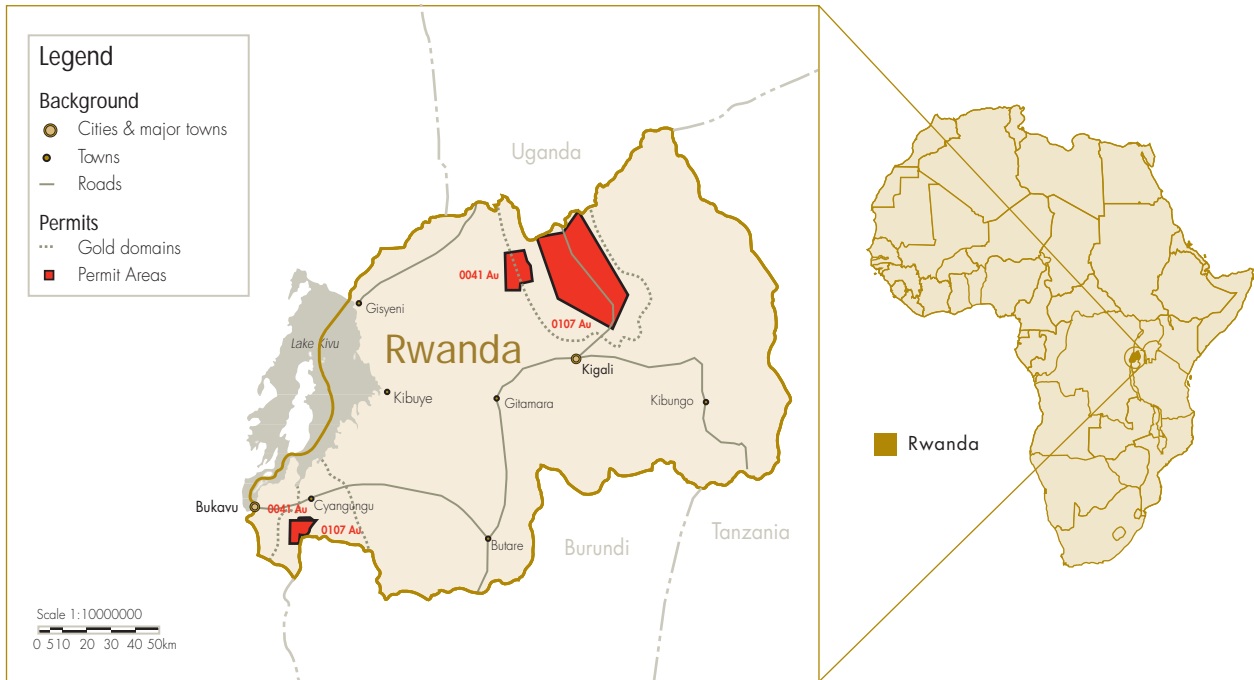 Legend
Background
Cities & major towns
Towns
Roads
Permits
Gold domains
Permit Areas
Uganda
0041 Au
0107 Au
Gisyeni
Lake Kivu
Rwanda
Kigali
Kibuye
Gitamara
Kibungo
Bukavu
Cyangungu
0041 Au
0107 Au
Butare
Burundi
Tanzania
Scale 1:10000000
0 510 20 30 40 50km
Rwanda